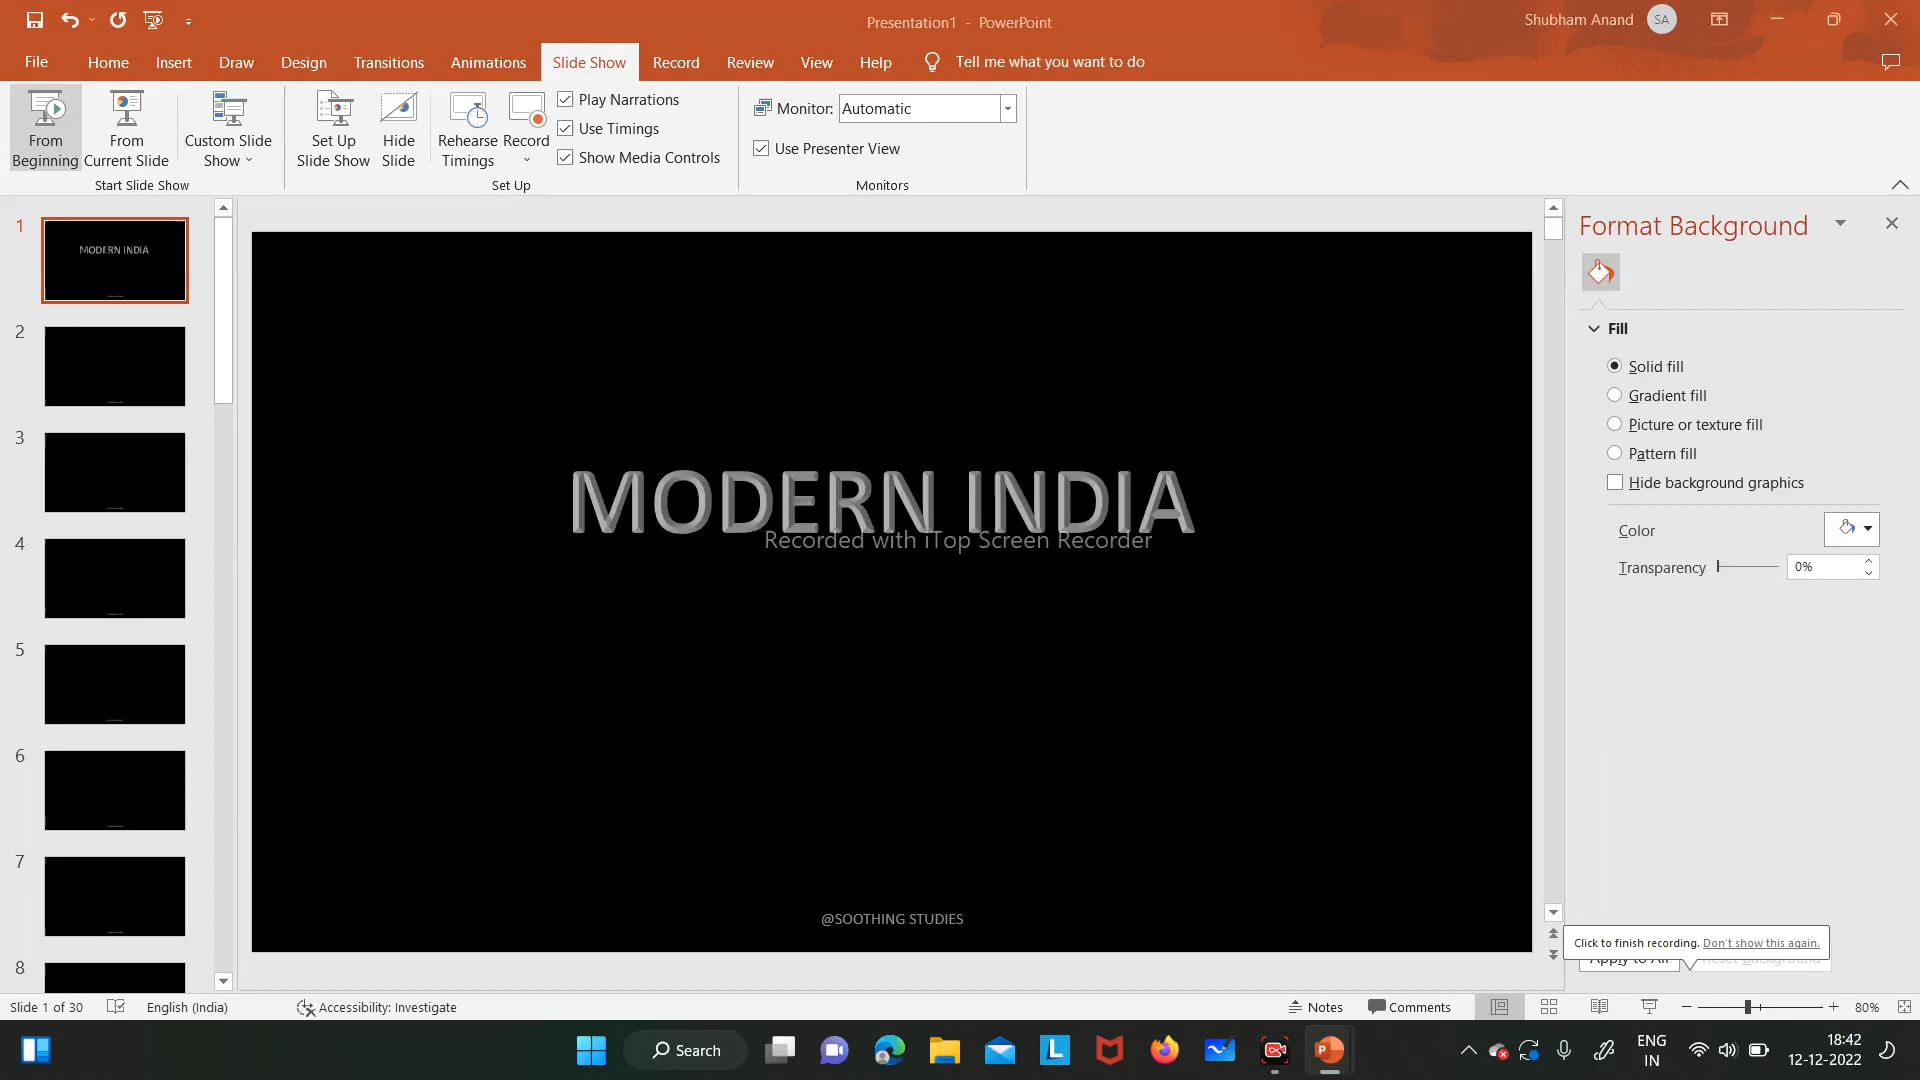 Presentation1 - PowerPoint
Shubham Anand
SA
File
Home
Insert
Draw
Design
Transitions
Animations
Slide Show
Record
Review
View
Help
Tell me what you want to do
From
Beginning
From
Current Slide
Custom Slide
Show
Start Slide Show
Set Up
Slide Show
Hide
Slide
Rehearse
Timings
Record
Play Narrations
Use Timings
Show Media Controls
Set Up
Monitor:
Automatic
Use Presenter View
Monitors
1
MODERN INDIA
2
3
4
5
6
7
8
MODERN INDIA
Recorded with iTop Screen Recorder
@SOOTHING STUDIES
Format Background
Fill
Solid fill
Gradient fill
Picture or texture fill
Pattern fill
Hide background graphics
Color
Transparency
0%
Click to finish recording. Don't show this again.
Apply to All
Reset Background
Slide 1 of 30
English (India)
Accessibility: Investigate
Notes
Comments
80%
Search
ENG
IN
18:42
12-12-2022